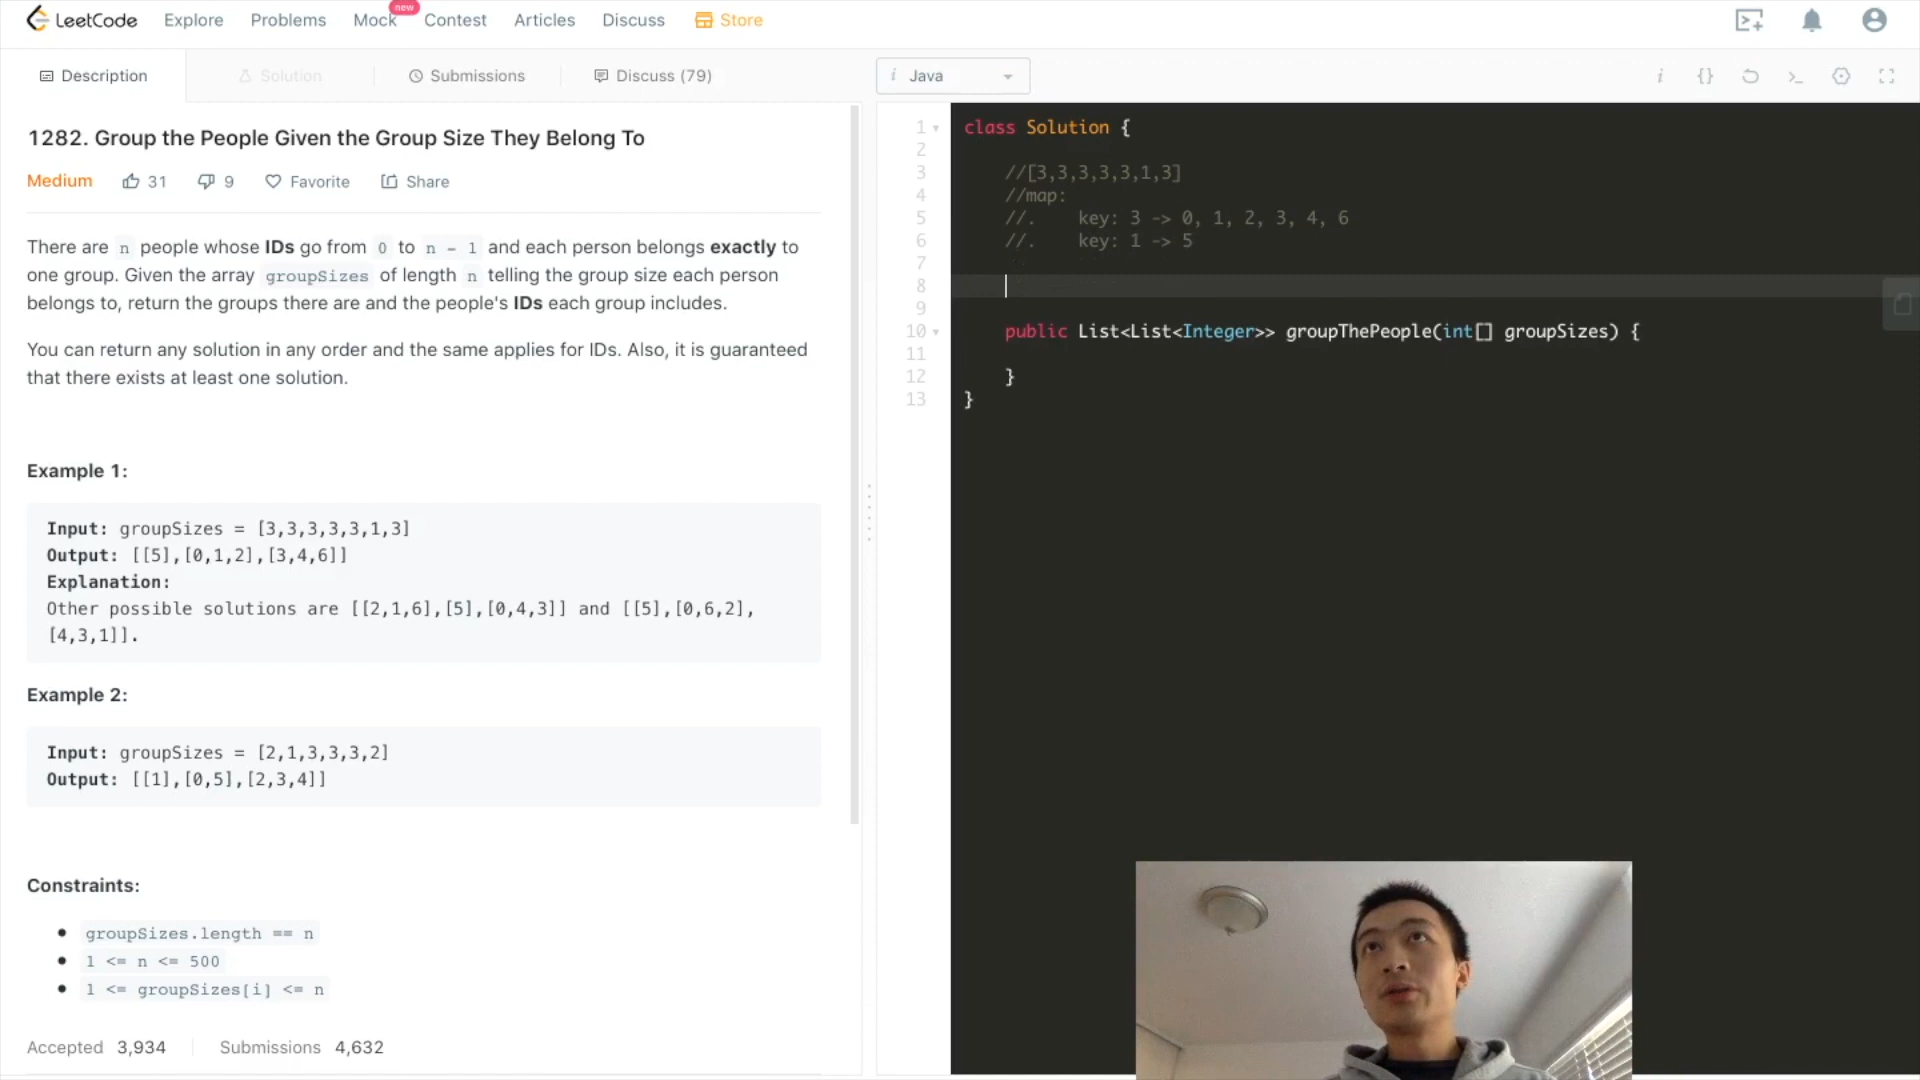 LeetCode Explore Problems Mock new Contest Articles Discuss Store
Description Solution Submissions Discuss (79)
1282. Group the People Given the Group Size They Belong To
Medium 31 9 Favorite Share
There are n people whose IDs go from 0 to n - 1 and each person belongs exactly to
one group. Given the array groupSizes of length n telling the group size each person
belongs to, return the groups there are and the people's IDs each group includes.
You can return any solution in any order and the same applies for IDs. Also, it is guaranteed
that there exists at least one solution.
Example 1:
Input: groupSizes = [3,3,3,3,3,1,3]
Output: [[5],[0,1,2],[3,4,6]]
Explanation:
Other possible solutions are [[2,1,6],[5],[0,4,3]] and [[5],[0,6,2],
[4,3,1]].
Example 2:
Input: groupSizes = [2,1,3,3,3,2]
Output: [[1],[0,5],[2,3,4]]
Constraints:
groupSizes.length == n
1 <= n <= 500
1 <= groupSizes[i] <= n
Accepted 3,934 Submissions 4,632
i Java i {}
1 class Solution {
2
3 //[3,3,3,3,3,1,3]
4 //map:
5 //. key: 3 -> 0, 1, 2, 3, 4, 6
6 //. key: 1 -> 5
7
8
9
10 public List<List<Integer>> groupThePeople(int[] groupSizes) {
11
12 }
13 }